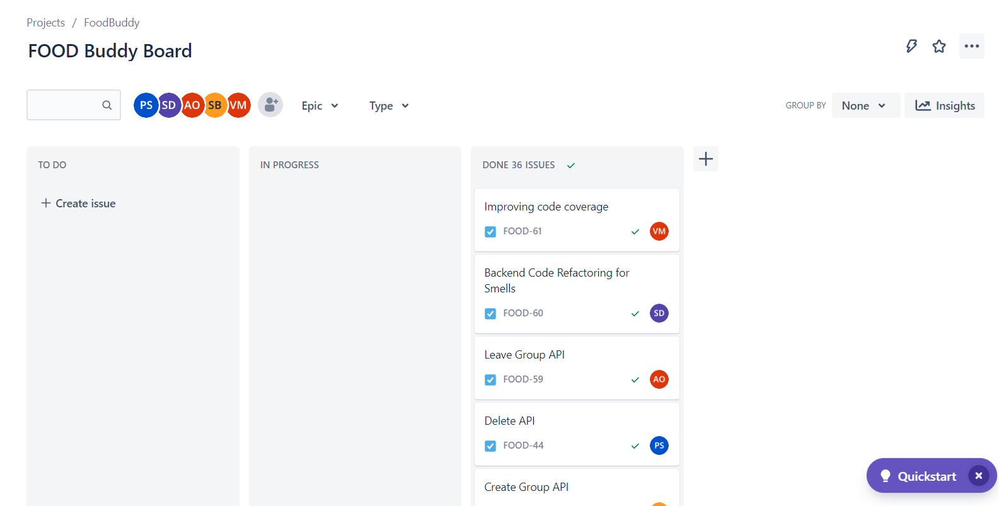 Projects / FoodBuddy
FOOD Buddy Board
PS SD AO SB VM Epic Type GROUP BY None Insights
TO DO
Create issue
IN PROGRESS
DONE 36 ISSUES
Improving code coverage
FOOD-61 VM
Backend Code Refactoring for
Smells
FOOD-60 SD
Leave Group API
FOOD-59 AO
Delete API
FOOD-44 PS
Create Group API
Quickstart